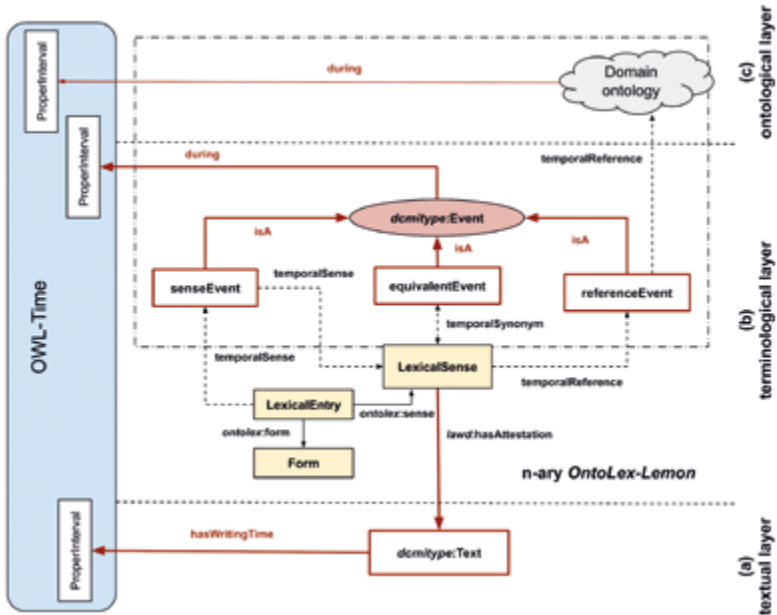 OWL-Time
ProperInterval
ProperInterval
ProperInterval
(c)
ontological layer
during
Domain
ontology
during
temporalReference
dcmitype:Event
isA
isA
isA
senseEvent
temporalSense
equivalentEvent
referenceEvent
(b)
terminological layer
temporalSynonym
temporalSense
LexicalSense
temporalReference
LexicalEntry
ontolex:sense
ontolex:form
lawd:hasAttestation
Form
n-ary OntoLex-Lemon
hasWritingTime
dcmitype:Text
(a)
textual layer